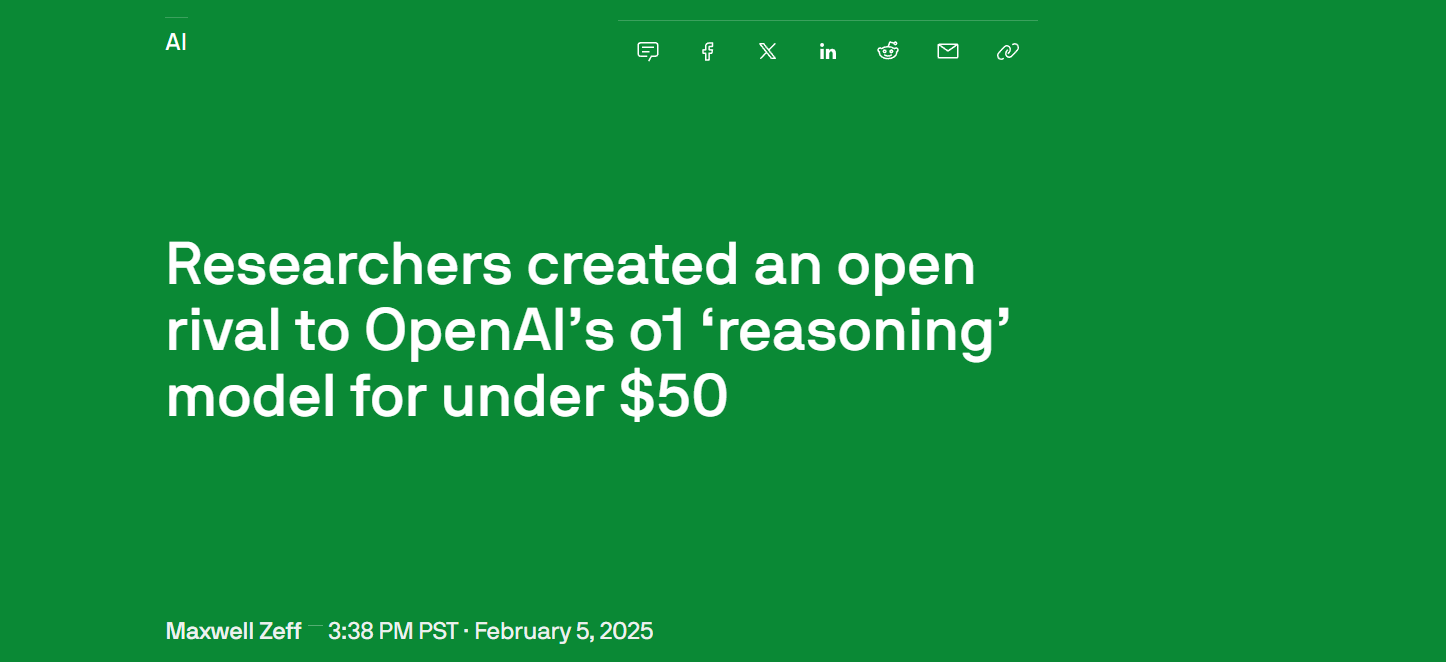 AI
Researchers created an open
rival to OpenAI’s o1 ‘reasoning’
model for under $50
Maxwell Zeff — 3:38 PM PST · February 5, 2025